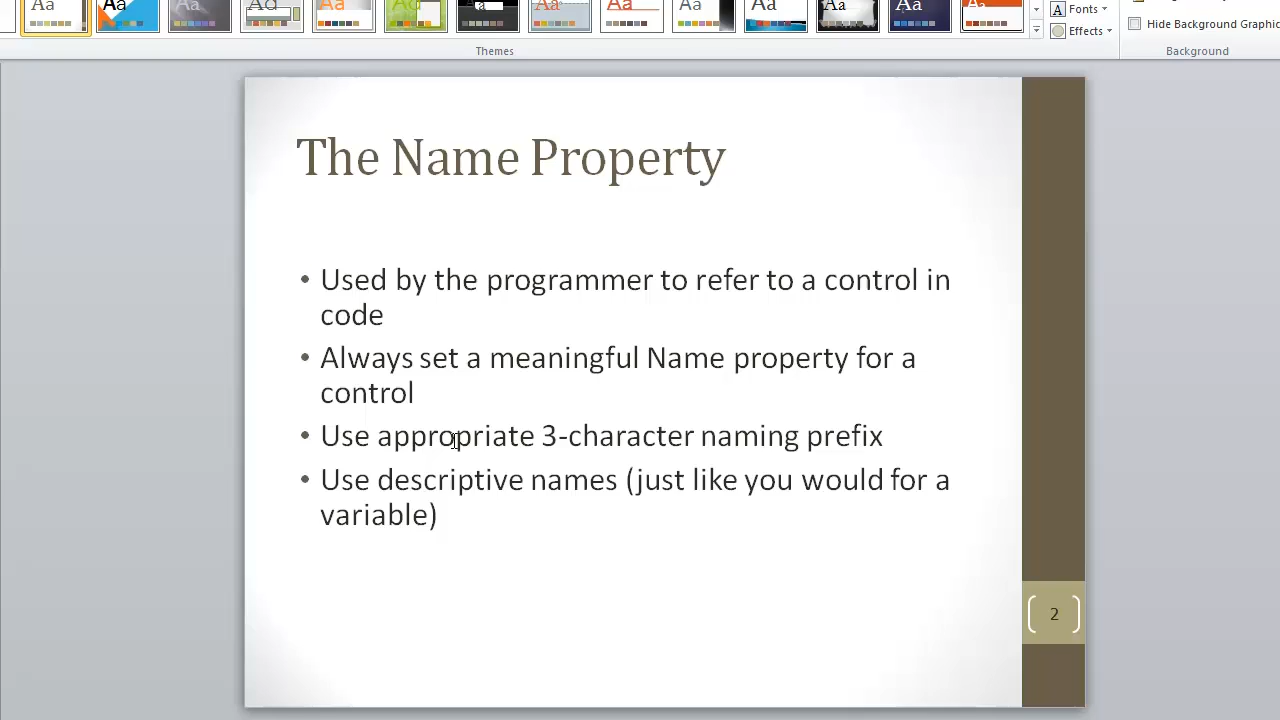 Aa Aa Aa Aa Aa Aa Aa Aa Aa Aa Aa Aa Aa Aa
Fonts
Hide Background Graphic
Effects
Themes
Background
The Name Property
• Used by the programmer to refer to a control in
code
• Always set a meaningful Name property for a
control
• Use appropriate 3-character naming prefix
• Use descriptive names (just like you would for a
variable)
2